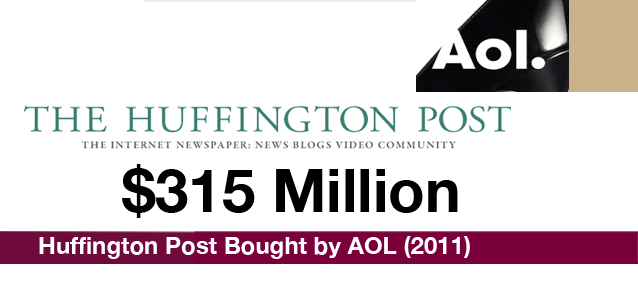 Aol.
THE HUFFINGTON POST
THE INTERNET NEWSPAPER: NEWS BLOGS VIDEO COMMUNITY
$315 Million
Huffington Post Bought by AOL (2011)